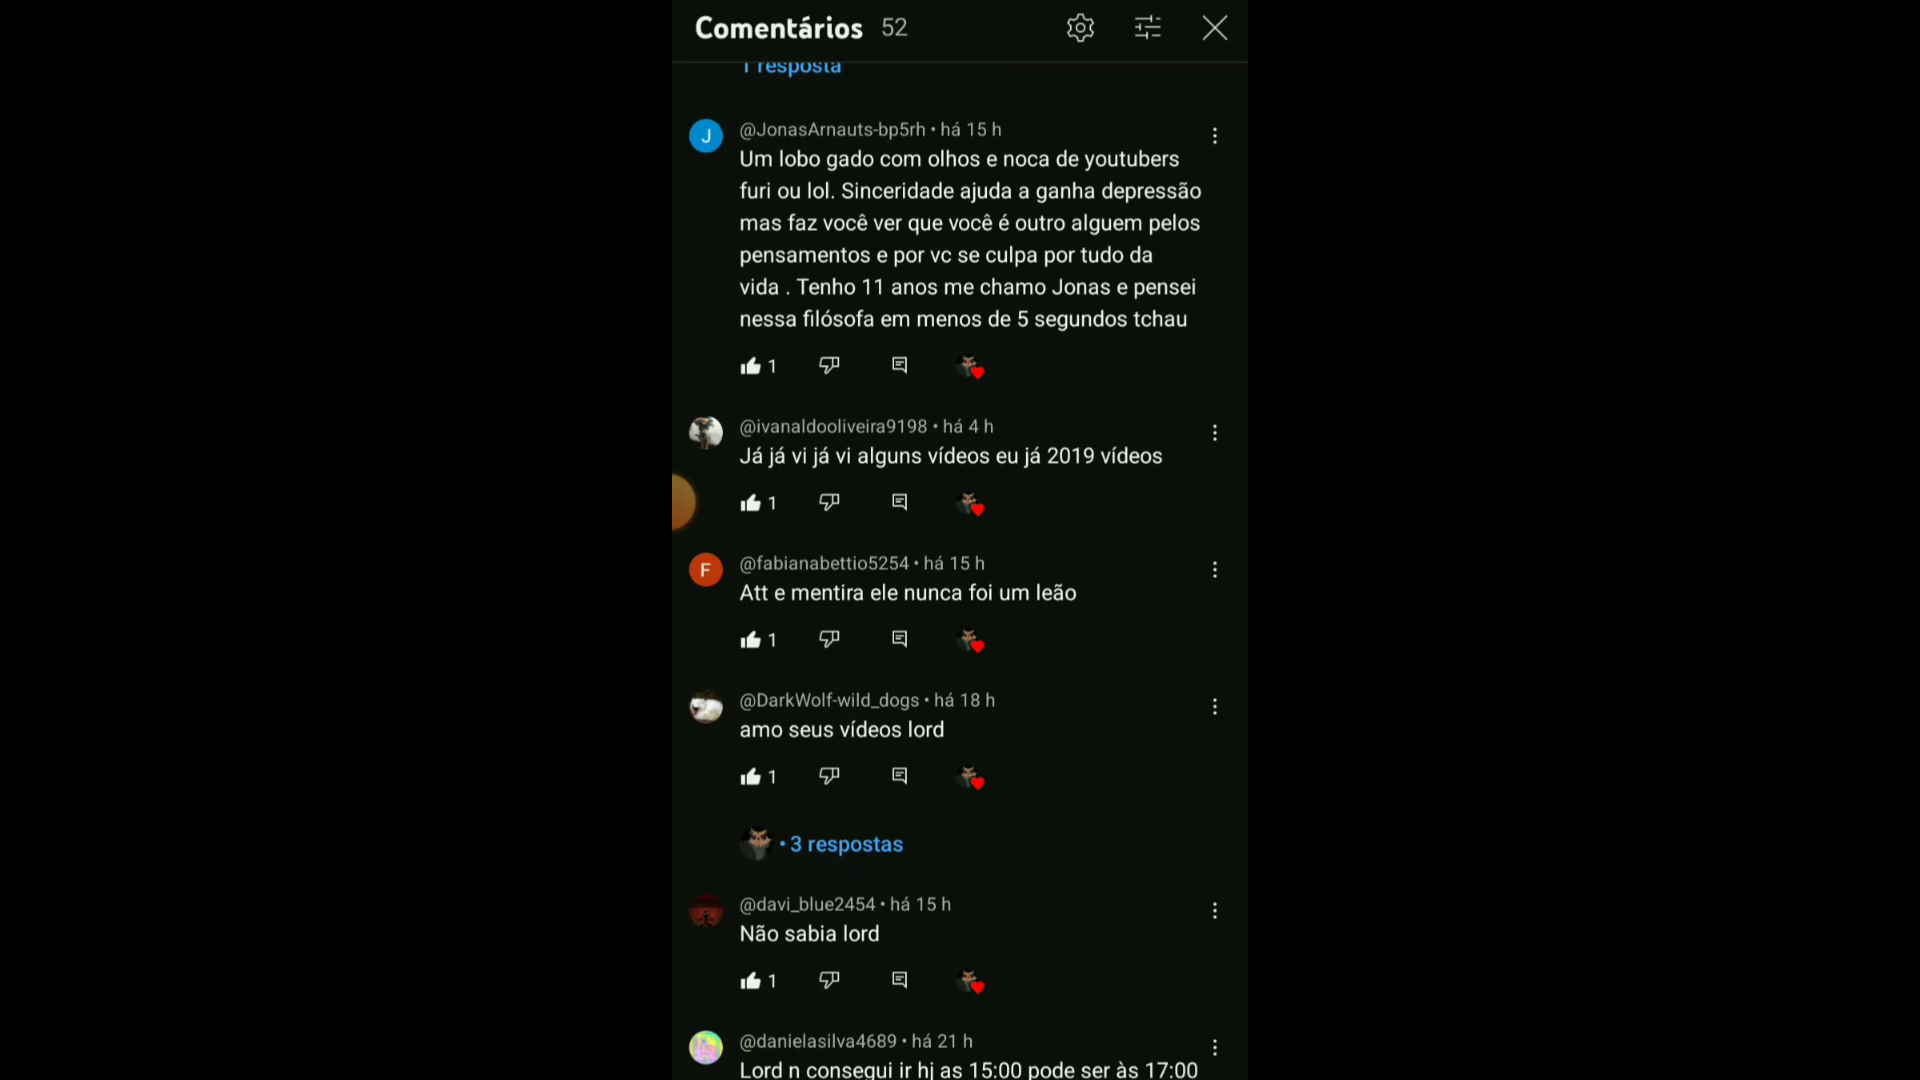 Comentários 52
1 resposta
J
@JonasArnauts-bp5rh • há 15 h
Um lobo gado com olhos e noca de youtubers
furi ou lol. Sinceridade ajuda a ganha depressão
mas faz você ver que você é outro alguem pelos
pensamentos e por vc se culpa por tudo da
vida . Tenho 11 anos me chamo Jonas e pensei
nessa filósofa em menos de 5 segundos tchau
1
@ivanaldooliveira9198 • há 4 h
Já já vi já vi alguns vídeos eu já 2019 vídeos
1
F
@fabianabettio5254 • há 15 h
Att e mentira ele nunca foi um leão
1
@DarkWolf-wild_dogs • há 18 h
amo seus vídeos lord
1
• 3 respostas
@davi_blue2454 • há 15 h
Não sabia lord
1
@danielasilva4689 • há 21 h
Lord n consegui ir hj as 15:00 pode ser às 17:00